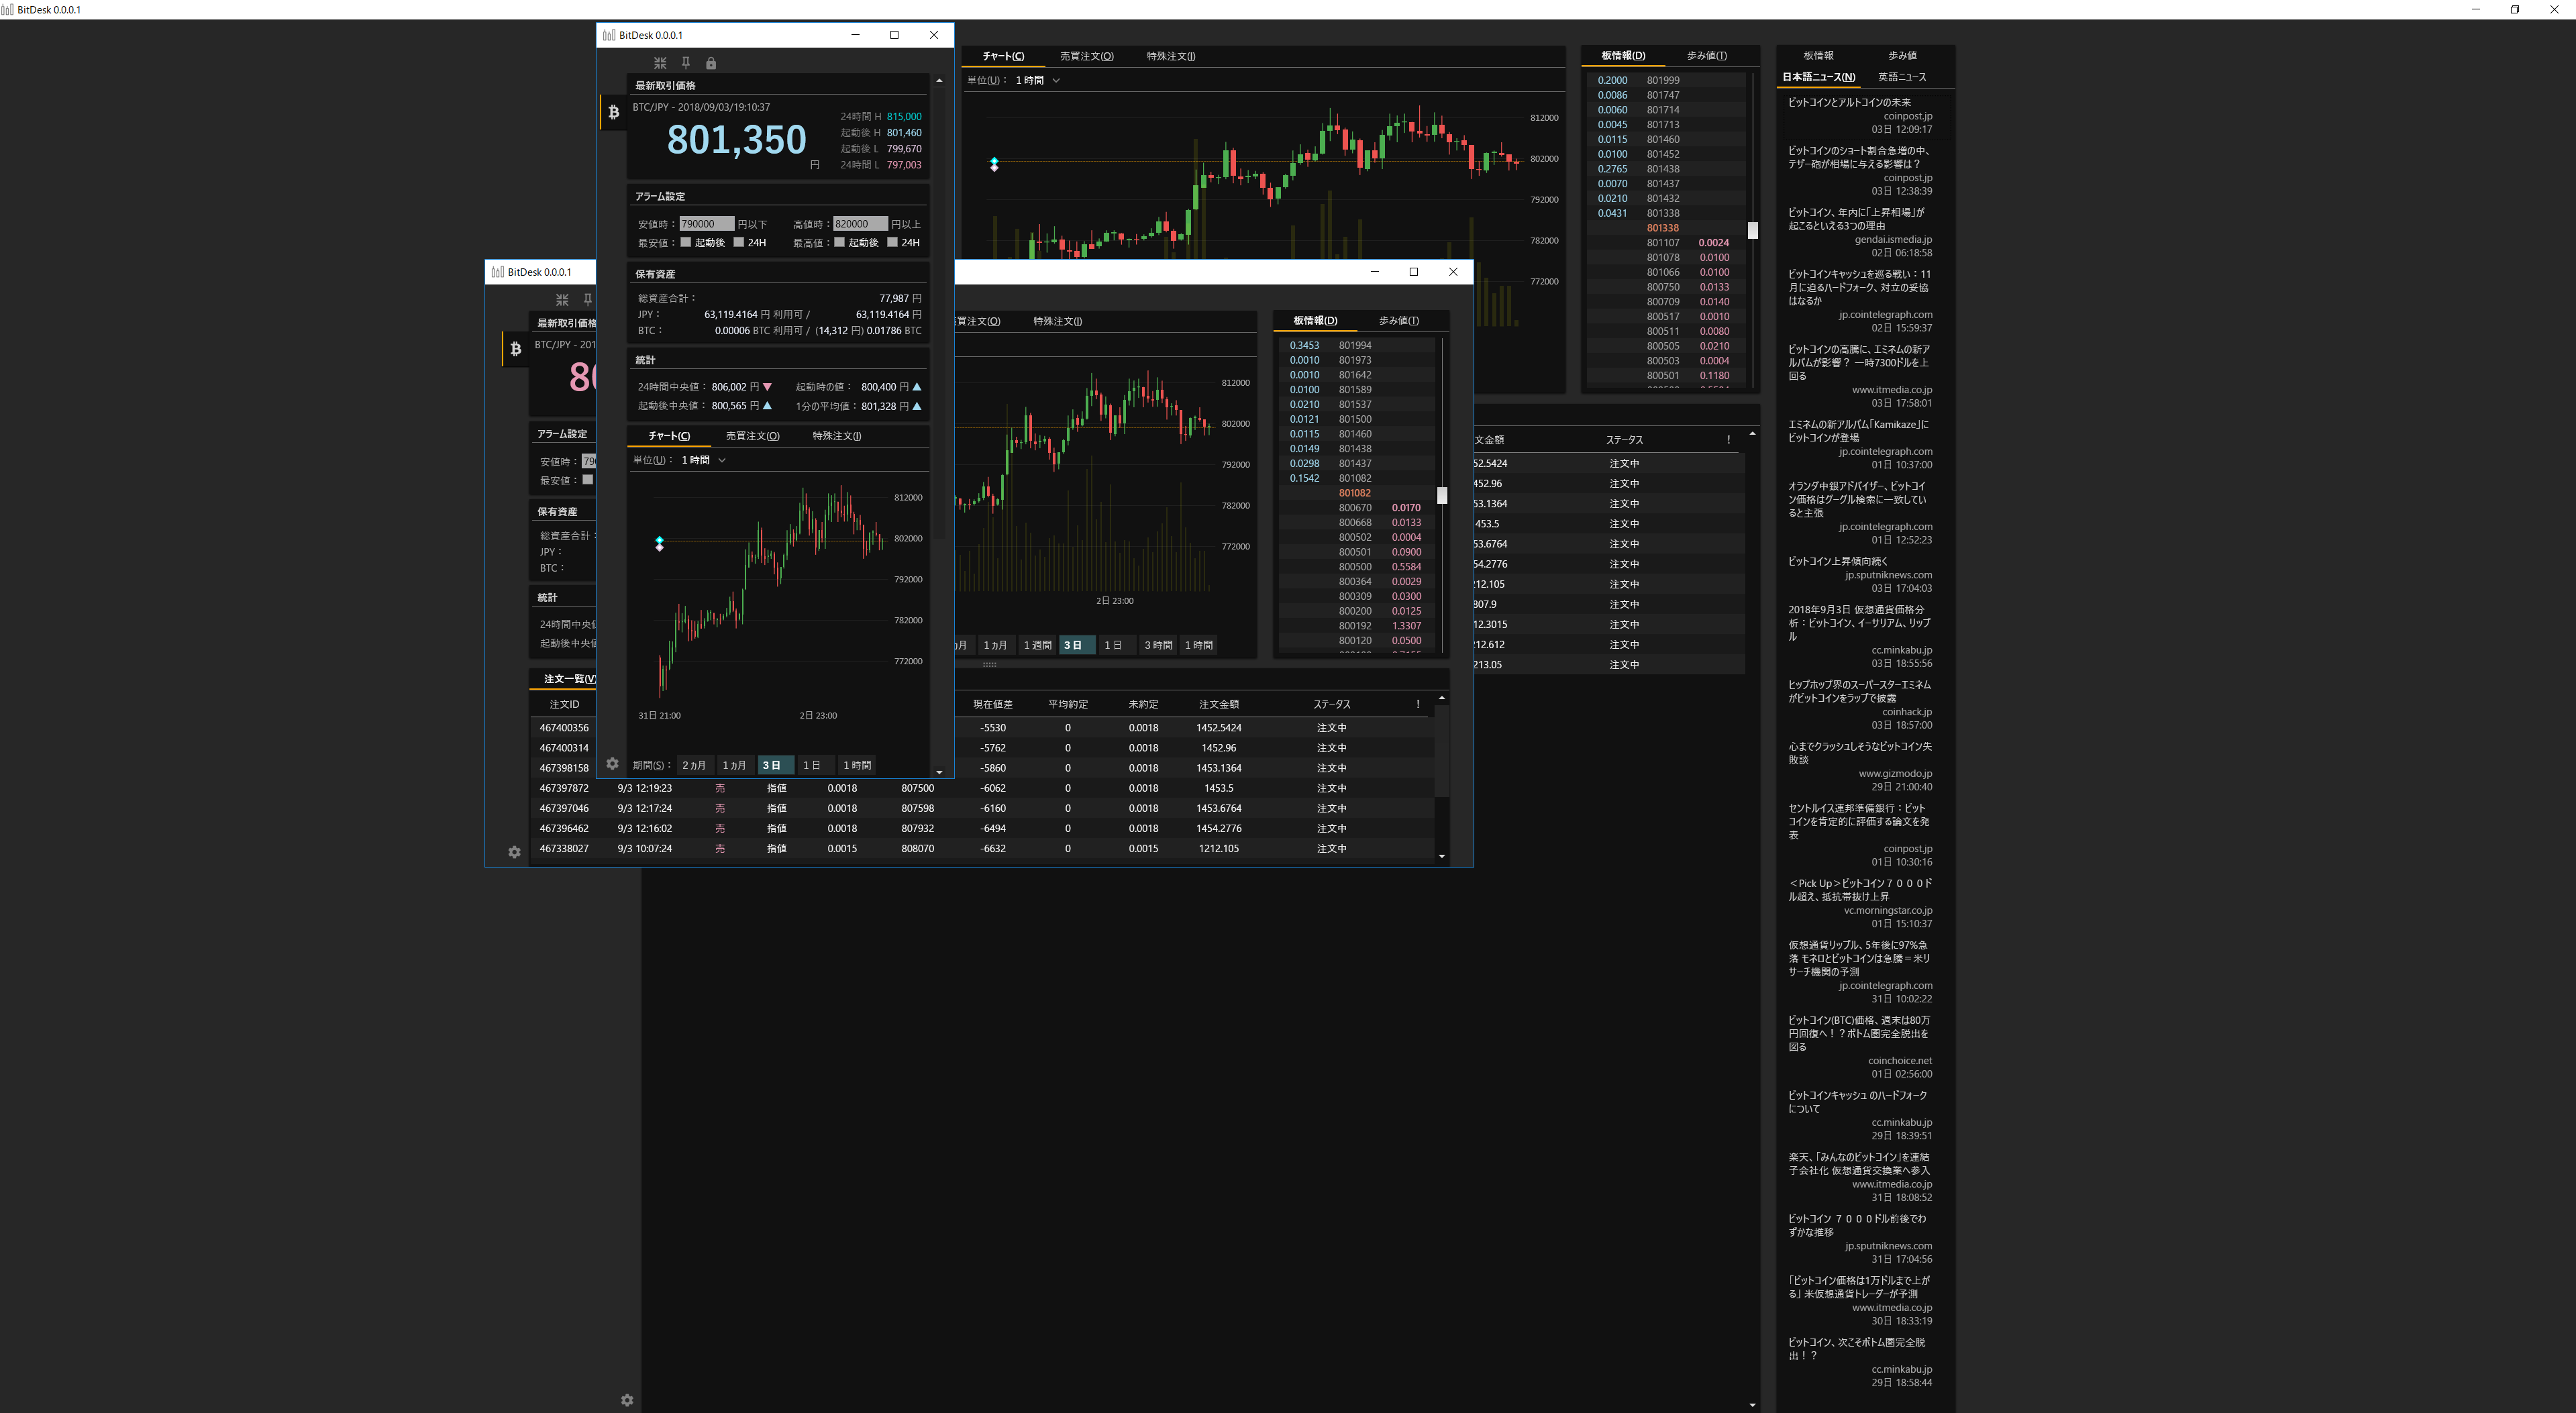 BitDesk 0.0.0.1
BitDesk 0.0.0.1
最新取引価格
BTC/JPY - 2018/09/03/19:10:37
801,350
円
24時間 H 815,000
起動後 H 801,460
起動後 L 799,670
24時間 L 797,003
アラーム設定
安値時： 790000 円以下 高値時： 820000 円以上
最安値： 起動後 24H 最高値： 起動後 24H
保有資産
総資産合計： 77,987 円
JPY： 63,119.4164 円 利用可 / 63,119.4164 円
BTC： 0.00006 BTC 利用可 / (14,312 円) 0.01786 BTC
統計
24時間中央値： 806,002 円 ▼ 起動時の値： 800,400 円 ▲
起動後中央値： 800,565 円 ▲ 1分の平均値： 801,328 円 ▲
チャート(C) 売買注文(O) 特殊注文(I)
単位(U)： 1 時間
812000
802000
792000
782000
772000
31日 21:00 2日 23:00
期間(S)： 2 カ月 1 カ月 3 日 1 日 1 時間
チャート(C) 売買注文(O) 特殊注文(I)
単位(U)： 1 時間
812000
802000
792000
782000
772000
板情報(D) 歩み値(T)
0.2000 801999
0.0086 801747
0.0060 801714
0.0045 801713
0.0115 801460
0.0100 801452
0.2765 801438
0.0070 801437
0.0210 801432
0.0431 801338
801338
801107 0.0024
801078 0.0100
801066 0.0100
800750 0.0133
800709 0.0140
800517 0.0010
800511 0.0080
800505 0.0210
800503 0.0004
800501 0.1180
文金額 ステータス !
52.5424 注文中
452.96 注文中
53.1364 注文中
453.5 注文中
53.6764 注文中
54.2776 注文中
212.105 注文中
807.9 注文中
12.3015 注文中
212.612 注文中
213.05 注文中
BitDesk 0.0.0.1
最新取引価格
BTC/JPY - 201
80
アラーム設定
安値時： 790
最安値：
保有資産
総資産合計：
JPY：
BTC：
統計
24時間中央値
起動後中央値
買注文(O) 特殊注文(I)
812000
802000
792000
782000
772000
2日 23:00
カ月 1 カ月 1 週間 3 日 1 日 3 時間 1 時間
板情報(D) 歩み値(T)
0.3453 801994
0.0010 801973
0.0010 801642
0.0100 801589
0.0210 801537
0.0121 801500
0.0115 801460
0.0149 801438
0.0298 801437
0.1542 801082
801082
800670 0.0170
800668 0.0133
800502 0.0004
800501 0.0900
800500 0.5584
800364 0.0029
800309 0.0300
800200 0.0125
800192 1.3307
800120 0.0500
注文一覧(V)
注文ID 現在値差 平均約定 未約定 注文金額 ステータス !
467400356 -5530 0 0.0018 1452.5424 注文中
467400314 -5762 0 0.0018 1452.96 注文中
467398158 -5860 0 0.0018 1453.1364 注文中
467397872 9/3 12:19:23 売 指値 0.0018 807500 -6062 0 0.0018 1453.5 注文中
467397046 9/3 12:17:24 売 指値 0.0018 807598 -6160 0 0.0018 1453.6764 注文中
467396462 9/3 12:16:02 売 指値 0.0018 807932 -6494 0 0.0018 1454.2776 注文中
467338027 9/3 10:07:24 売 指値 0.0015 808070 -6632 0 0.0015 1212.105 注文中
板情報 歩み値
日本語ニュース(N) 英語ニュース
ビットコインとアルトコインの未来
coinpost.jp
03日 12:09:17
ビットコインのショート割合急増の中、
テザー砲が相場に与える影響は？
coinpost.jp
03日 12:38:39
ビットコイン、年内に「上昇相場」が
起こるといえる3つの理由
gendai.ismedia.jp
02日 06:18:58
ビットコインキャッシュを巡る戦い：11
月に迫るハードフォーク、対立の妥協
はなるか
jp.cointelegraph.com
02日 15:59:37
ビットコインの高騰に、エミネムの新ア
ルバムが影響？ 一時7300ドルを上
回る
www.itmedia.co.jp
03日 17:58:01
エミネムの新アルバム「Kamikaze」に
ビットコインが登場
jp.cointelegraph.com
01日 10:37:00
オランダ中銀アドバイザー、ビットコイ
ン価格はグーグル検索に一致してい
ると主張
jp.cointelegraph.com
01日 12:52:23
ビットコイン上昇傾向続く
jp.sputniknews.com
03日 17:04:03
2018年9月3日 仮想通貨価格分
析：ビットコイン、イーサリアム、リップ
ル
cc.minkabu.jp
03日 18:55:56
ヒップホップ界のスーパースターエミネム
がビットコインをラップで披露
coinhack.jp
03日 18:57:00
心までクラッシュしそうなビットコイン失
敗談
www.gizmodo.jp
29日 21:00:40
セントルイス連邦準備銀行：ビット
コインを肯定的に評価する論文を発
表
coinpost.jp
01日 10:30:16
＜Pick Up＞ビットコイン７０００ド
ル超え、抵抗帯抜け上昇
vc.morningstar.co.jp
01日 15:10:37
仮想通貨リップル、5年後に97%急
落 モネロとビットコインは急騰＝米リ
サーチ機関の予測
jp.cointelegraph.com
31日 10:02:22
ビットコイン(BTC)価格、週末は80万
円回復へ！？ボトム圏完全脱出を
図る
coinchoice.net
01日 02:56:00
ビットコインキャッシュ のハードフォーク
について
cc.minkabu.jp
29日 18:39:51
楽天、「みんなのビットコイン」を連結
子会社化 仮想通貨交換業へ参入
www.itmedia.co.jp
31日 18:08:52
ビットコイン ７０００ドル前後でわ
ずかな推移
jp.sputniknews.com
31日 17:04:56
「ビットコイン価格は1万ドルまで上が
る」 米仮想通貨トレーダーが予測
www.itmedia.co.jp
30日 18:33:19
ビットコイン、次こそボトム圏完全脱
出！？
cc.minkabu.jp
29日 18:58:44